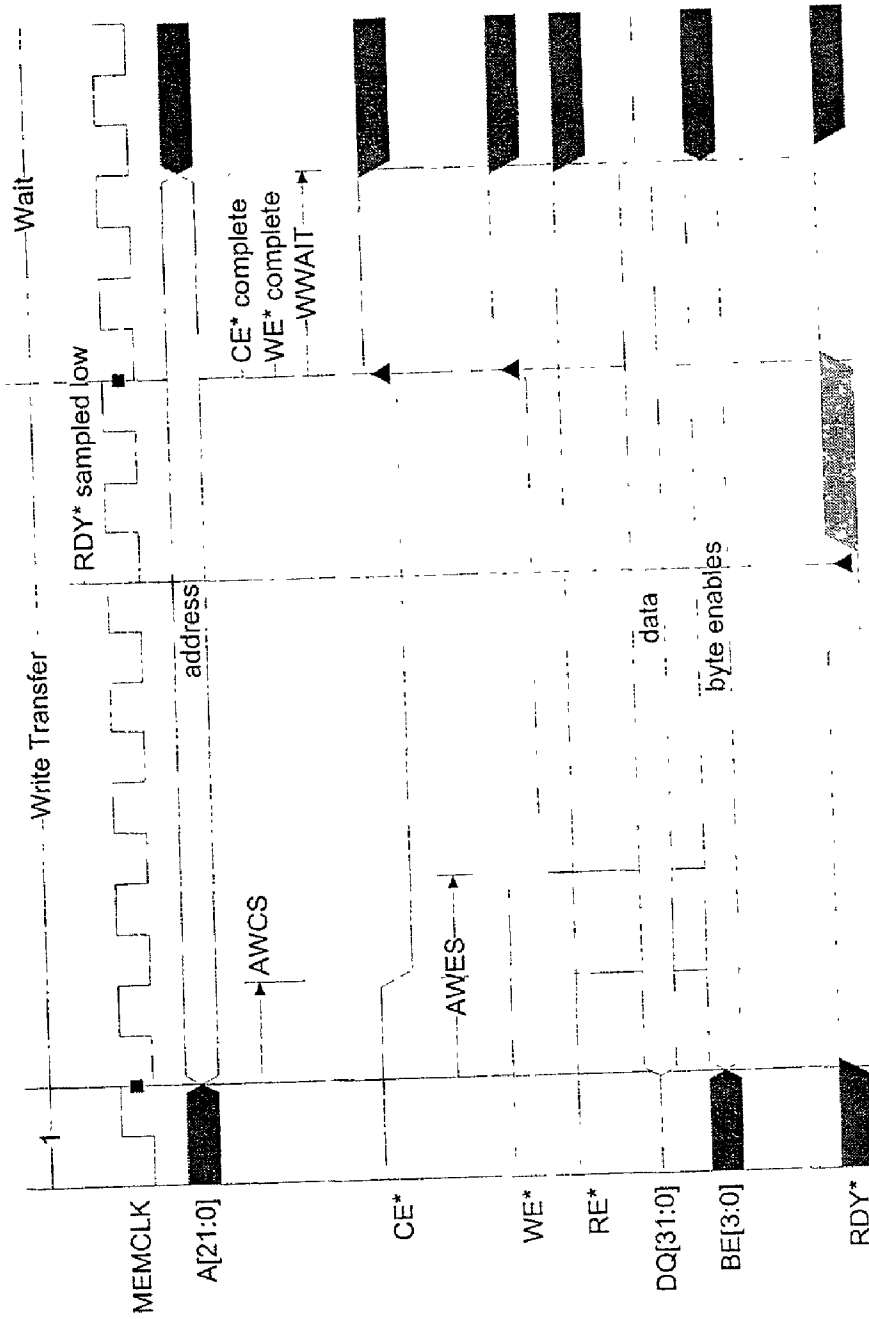 1
Write Transfer
Wait
MEMCLK
RDY* sampled low
A[21:0]
address
AWCS
CE* complete
WE* complete
WWAIT
CE*
AWES
WE*
RE*
DQ[31:0]
data
BE[3:0]
byte enables
RDY*